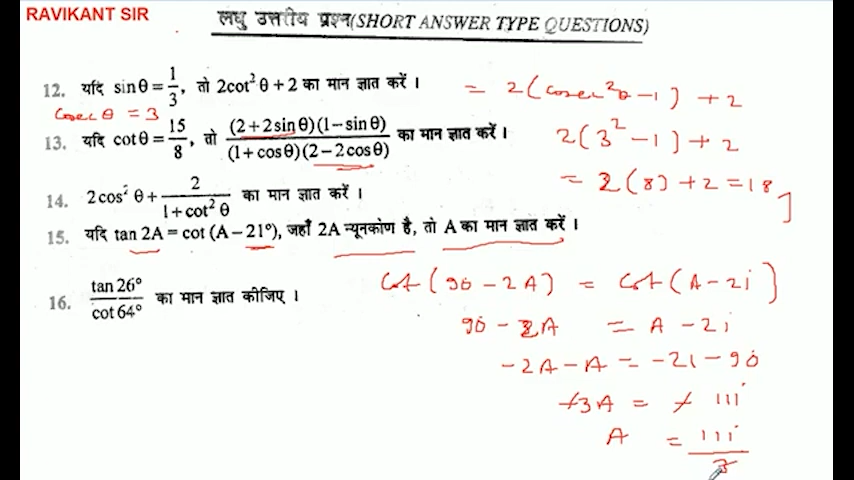 RAVIKANT SIR
लघु उत्तरीय प्रश्न(SHORT ANSWER TYPE QUESTIONS)
12. यदि sinθ = 1/3, तो 2cot²θ + 2 का मान ज्ञात करें ।
= 2(cosec²θ − 1) + 2
cosec θ = 3
2(3² − 1) + 2
= 2(8) + 2 = 18
13. यदि cotθ = 15/8, तो (2+2sinθ)(1−sinθ)/(1+cosθ)(2−2cosθ) का मान ज्ञात करें ।
14. 2cos²θ + 2/(1+cot²θ) का मान ज्ञात करें ।
15. यदि tan 2A = cot (A − 21°), जहाँ 2A न्यूनकोण है, तो A का मान ज्ञात करें ।
16. tan26°/cot64° का मान ज्ञात कीजिए ।
Cot(90° − 2A) = Cot(A − 21°)
90° − 2A = A − 21°
−2A − A = −21 − 90°
−3A = − 111°
A = 111°/3